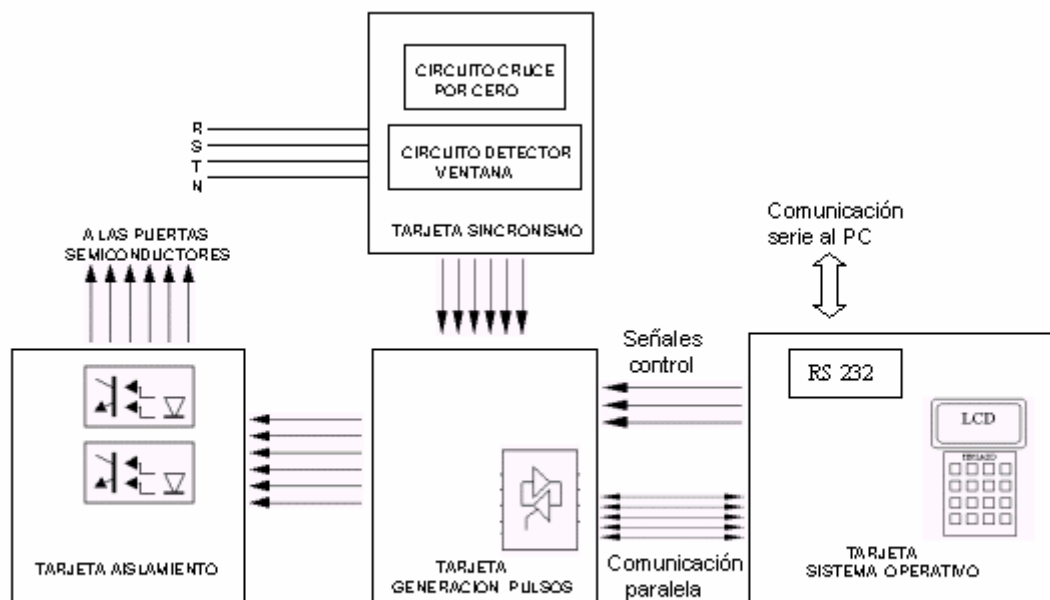 CIRCUITO CRUCE
POR CERO
R
S
T
N
CIRCUITO DETECTOR
VENTANA
TARJETA SINCRONISMO
A LAS PUERTAS
SEMICONDUCTORES
Comunicación
serie al PC
Señales
control
RS 232
LCD
TECLADO
TARJETA AISLAMIENTO
TARJETA
GENERACION PULSOS
Comunicación
paralela
TARJETA
SISTEMA OPERATIVO